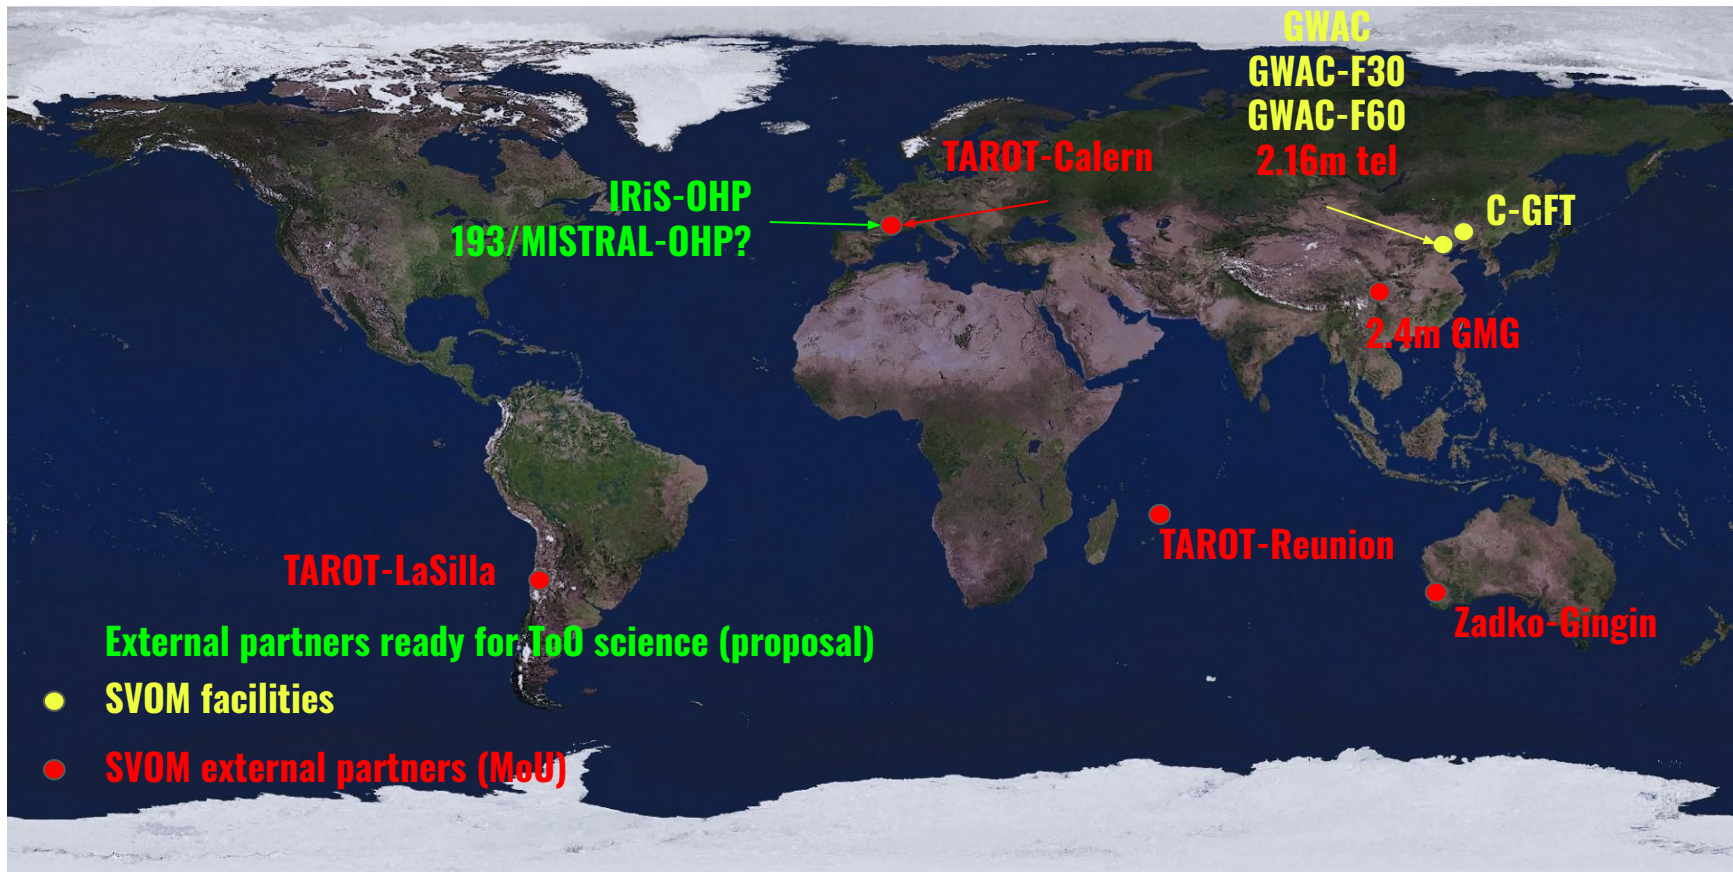 GWAC
GWAC-F30
GWAC-F60
2.16m tel
TAROT-Calern
IRiS-OHP
193/MISTRAL-OHP?
C-GFT
2.4m GMG
TAROT-Reunion
TAROT-LaSilla
Zadko-Gingin
External partners ready for ToO science (proposal)
SVOM facilities
SVOM external partners (MoU)